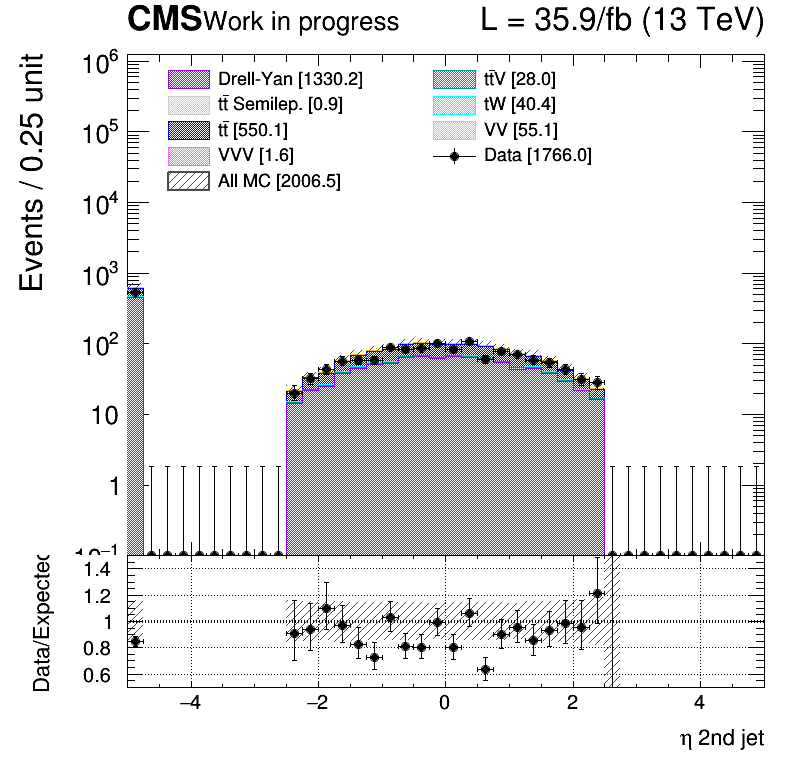 CMS Work in progress L = 35.9/fb (13 TeV)
Events / 0.25 unit
Drell-Yan [1330.2]
tt̄ Semilep. [0.9]
tt̄ [550.1]
VVV [1.6]
All MC [2006.5]
tt̄V [28.0]
tW [40.4]
VV [55.1]
Data [1766.0]
10⁶
10⁵
10⁴
10³
10²
10
1
10⁻¹
Data/Expected
1.4
1.2
1
0.8
0.6
−4 −2 0 2 4
η 2nd jet